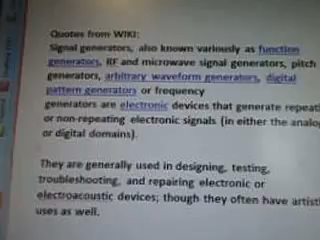 Quotes from WIKI:
Signal generators, also known variously as function
generators, RF and microwave signal generators, pitch
generators, arbitrary waveform generators, digital
pattern generators or frequency
generators are electronic devices that generate repeati
or non-repeating electronic signals (in either the analog
or digital domains).
They are generally used in designing, testing,
troubleshooting, and repairing electronic or
electroacoustic devices; though they often have artisti
uses as well.